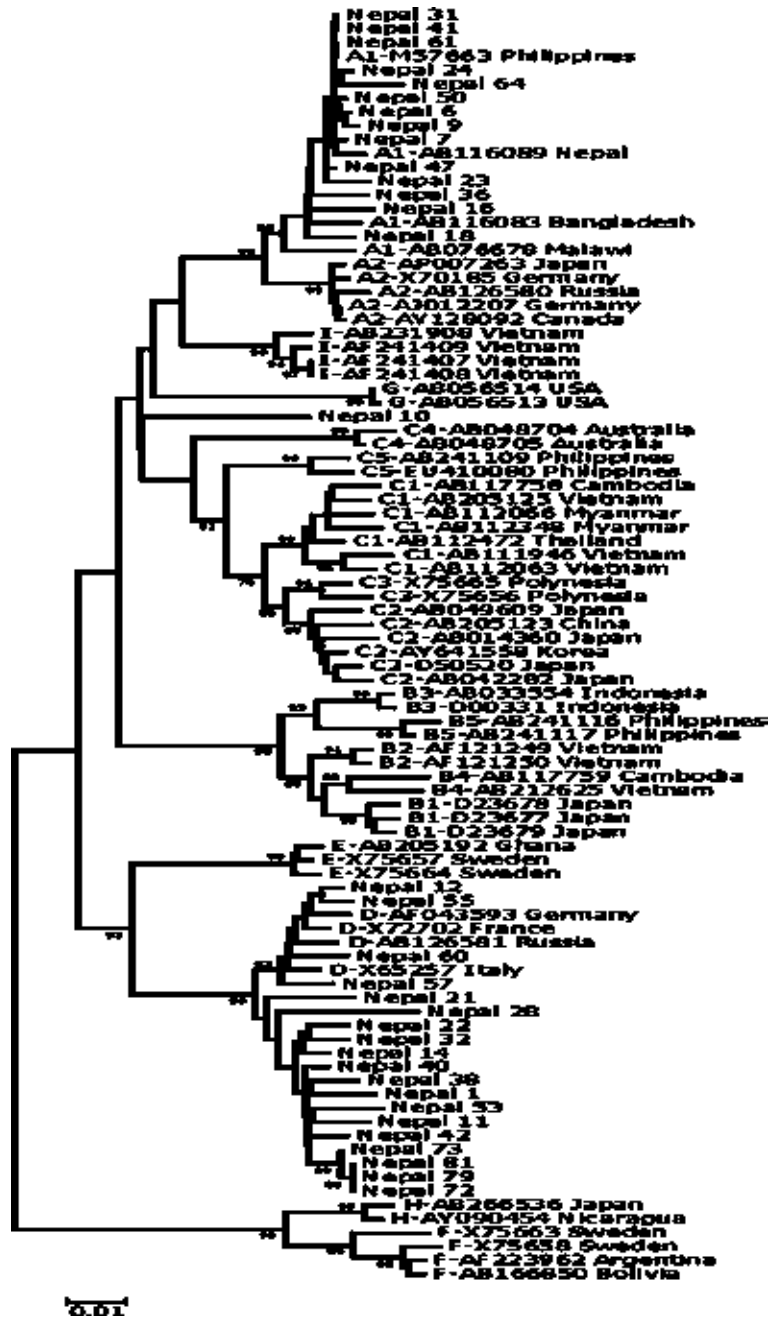 Nepal 31
Nepal 41
Nepal 61
A1-M57663 Philippines
Nepal 24
Nepal 64
Nepal 50
Nepal 6
Nepal 9
Nepal 7
A1-AB116089 Nepal
Nepal 47
Nepal 23
Nepal 36
Nepal 16
A1-AB116083 Bangladesh
Nepal 18
A1-AB076678 Malawi
A2-AP007263 Japan
A2-X70185 Germany
A2-AB126580 Russia
A2-AJ012207 Germany
A2-AY128092 Canada
I-AB231908 Vietnam
I-AF241409 Vietnam
I-AF241407 Vietnam
I-AF241408 Vietnam
G-AB056514 USA
G-AB056513 USA
Nepal 10
C4-AB048704 Australia
C4-AB048705 Australia
C5-AB241109 Philippines
C5-EU410080 Philippines
C1-AB117758 Cambodia
C1-AB205125 Vietnam
C1-AB112066 Myanmar
C1-AB112348 Myanmar
C1-AB112472 Thailand
C1-AB111946 Vietnam
C1-AB112063 Vietnam
C3-X75665 Polynesia
C3-X75656 Polynesia
C2-AB049609 Japan
C2-AB205123 China
C2-AB014360 Japan
C2-AY641558 Korea
C2-D50520 Japan
C2-AB042282 Japan
B3-AB033554 Indonesia
B3-D00331 Indonesia
B5-AB241116 Philippines
B5-AB241117 Philippines
B2-AF121249 Vietnam
B2-AF121250 Vietnam
B4-AB117759 Cambodia
B4-AB212625 Vietnam
B1-D23678 Japan
B1-D23677 Japan
B1-D23679 Japan
E-AB205192 Ghana
E-X75657 Sweden
E-X75664 Sweden
Nepal 12
Nepal 55
D-AF043593 Germany
D-X72702 France
D-AB126581 Russia
Nepal 60
D-X65257 Italy
Nepal 57
Nepal 21
Nepal 28
Nepal 22
Nepal 32
Nepal 14
Nepal 40
Nepal 38
Nepal 1
Nepal 53
Nepal 11
Nepal 42
Nepal 73
Nepal 81
Nepal 79
Nepal 72
H-AB266536 Japan
H-AY090454 Nicaragua
F-X75663 Sweden
F-X75658 Sweden
F-AF223962 Argentina
F-AB166850 Bolivia
0.01